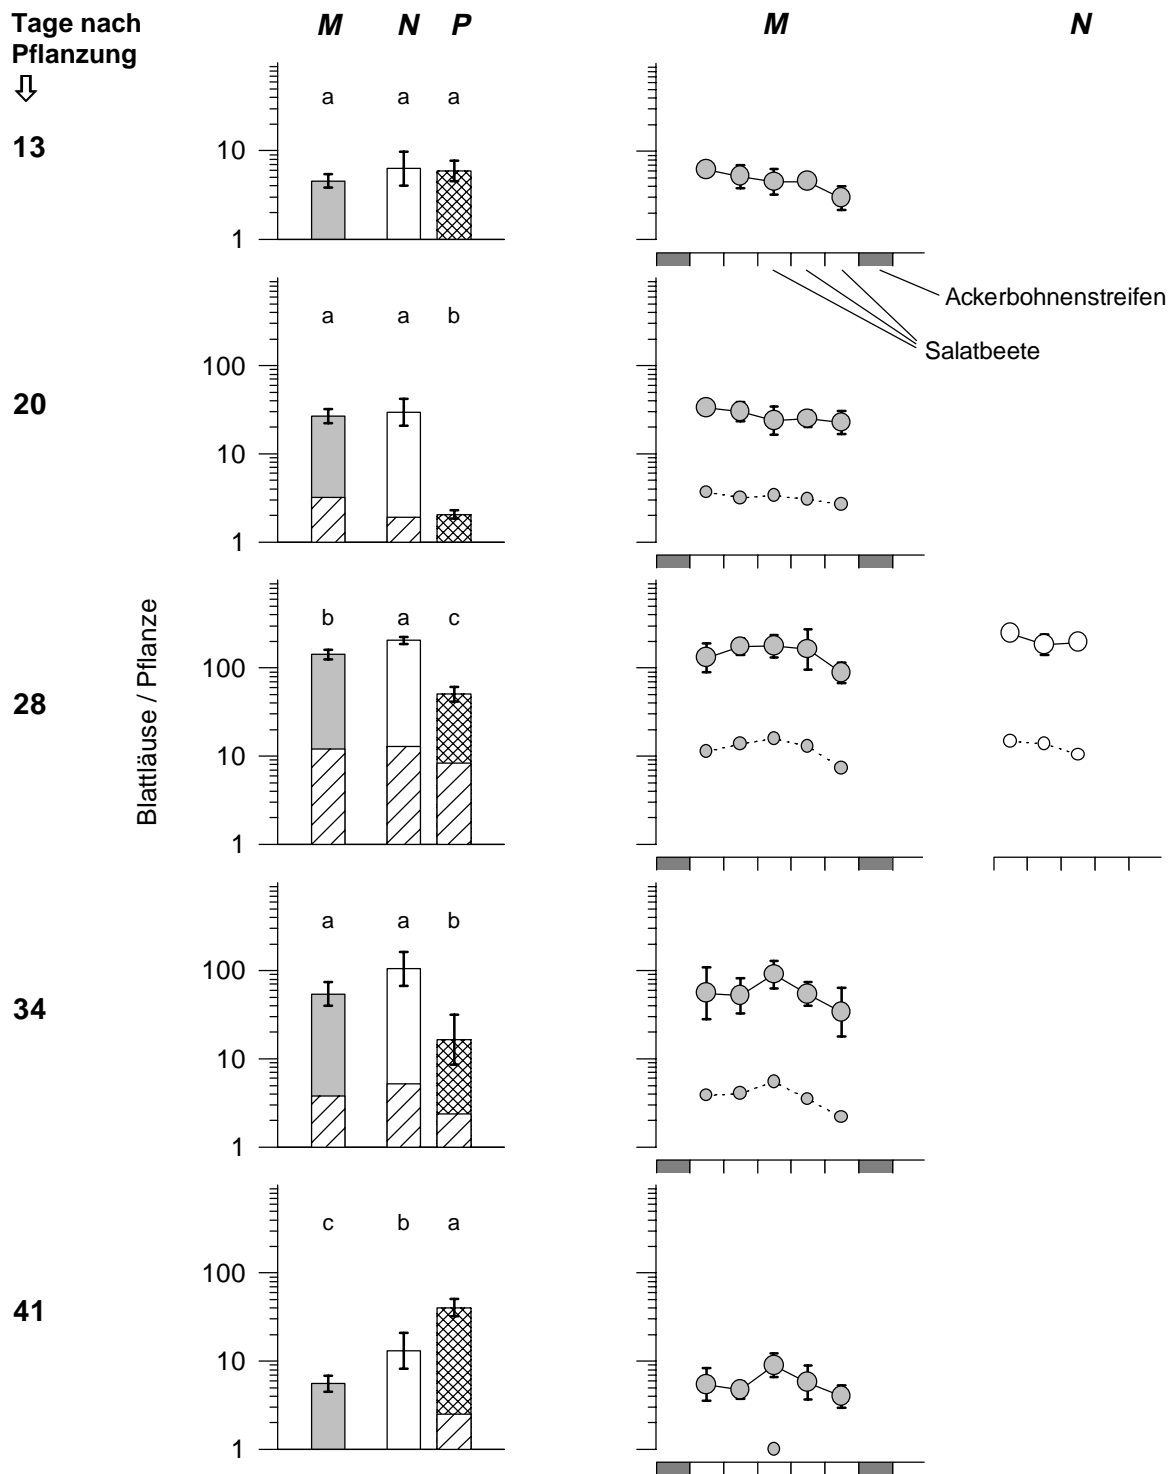 Tage nach
Pflanzung
M N P M N
⇩
13
a a a
10
1
Ackerbohnenstreifen
Salatbeete
20
a a b
100
10
1
Blattläuse / Pflanze
28
b a c
100
10
1
34
a a b
100
10
1
41
c b a
100
10
1